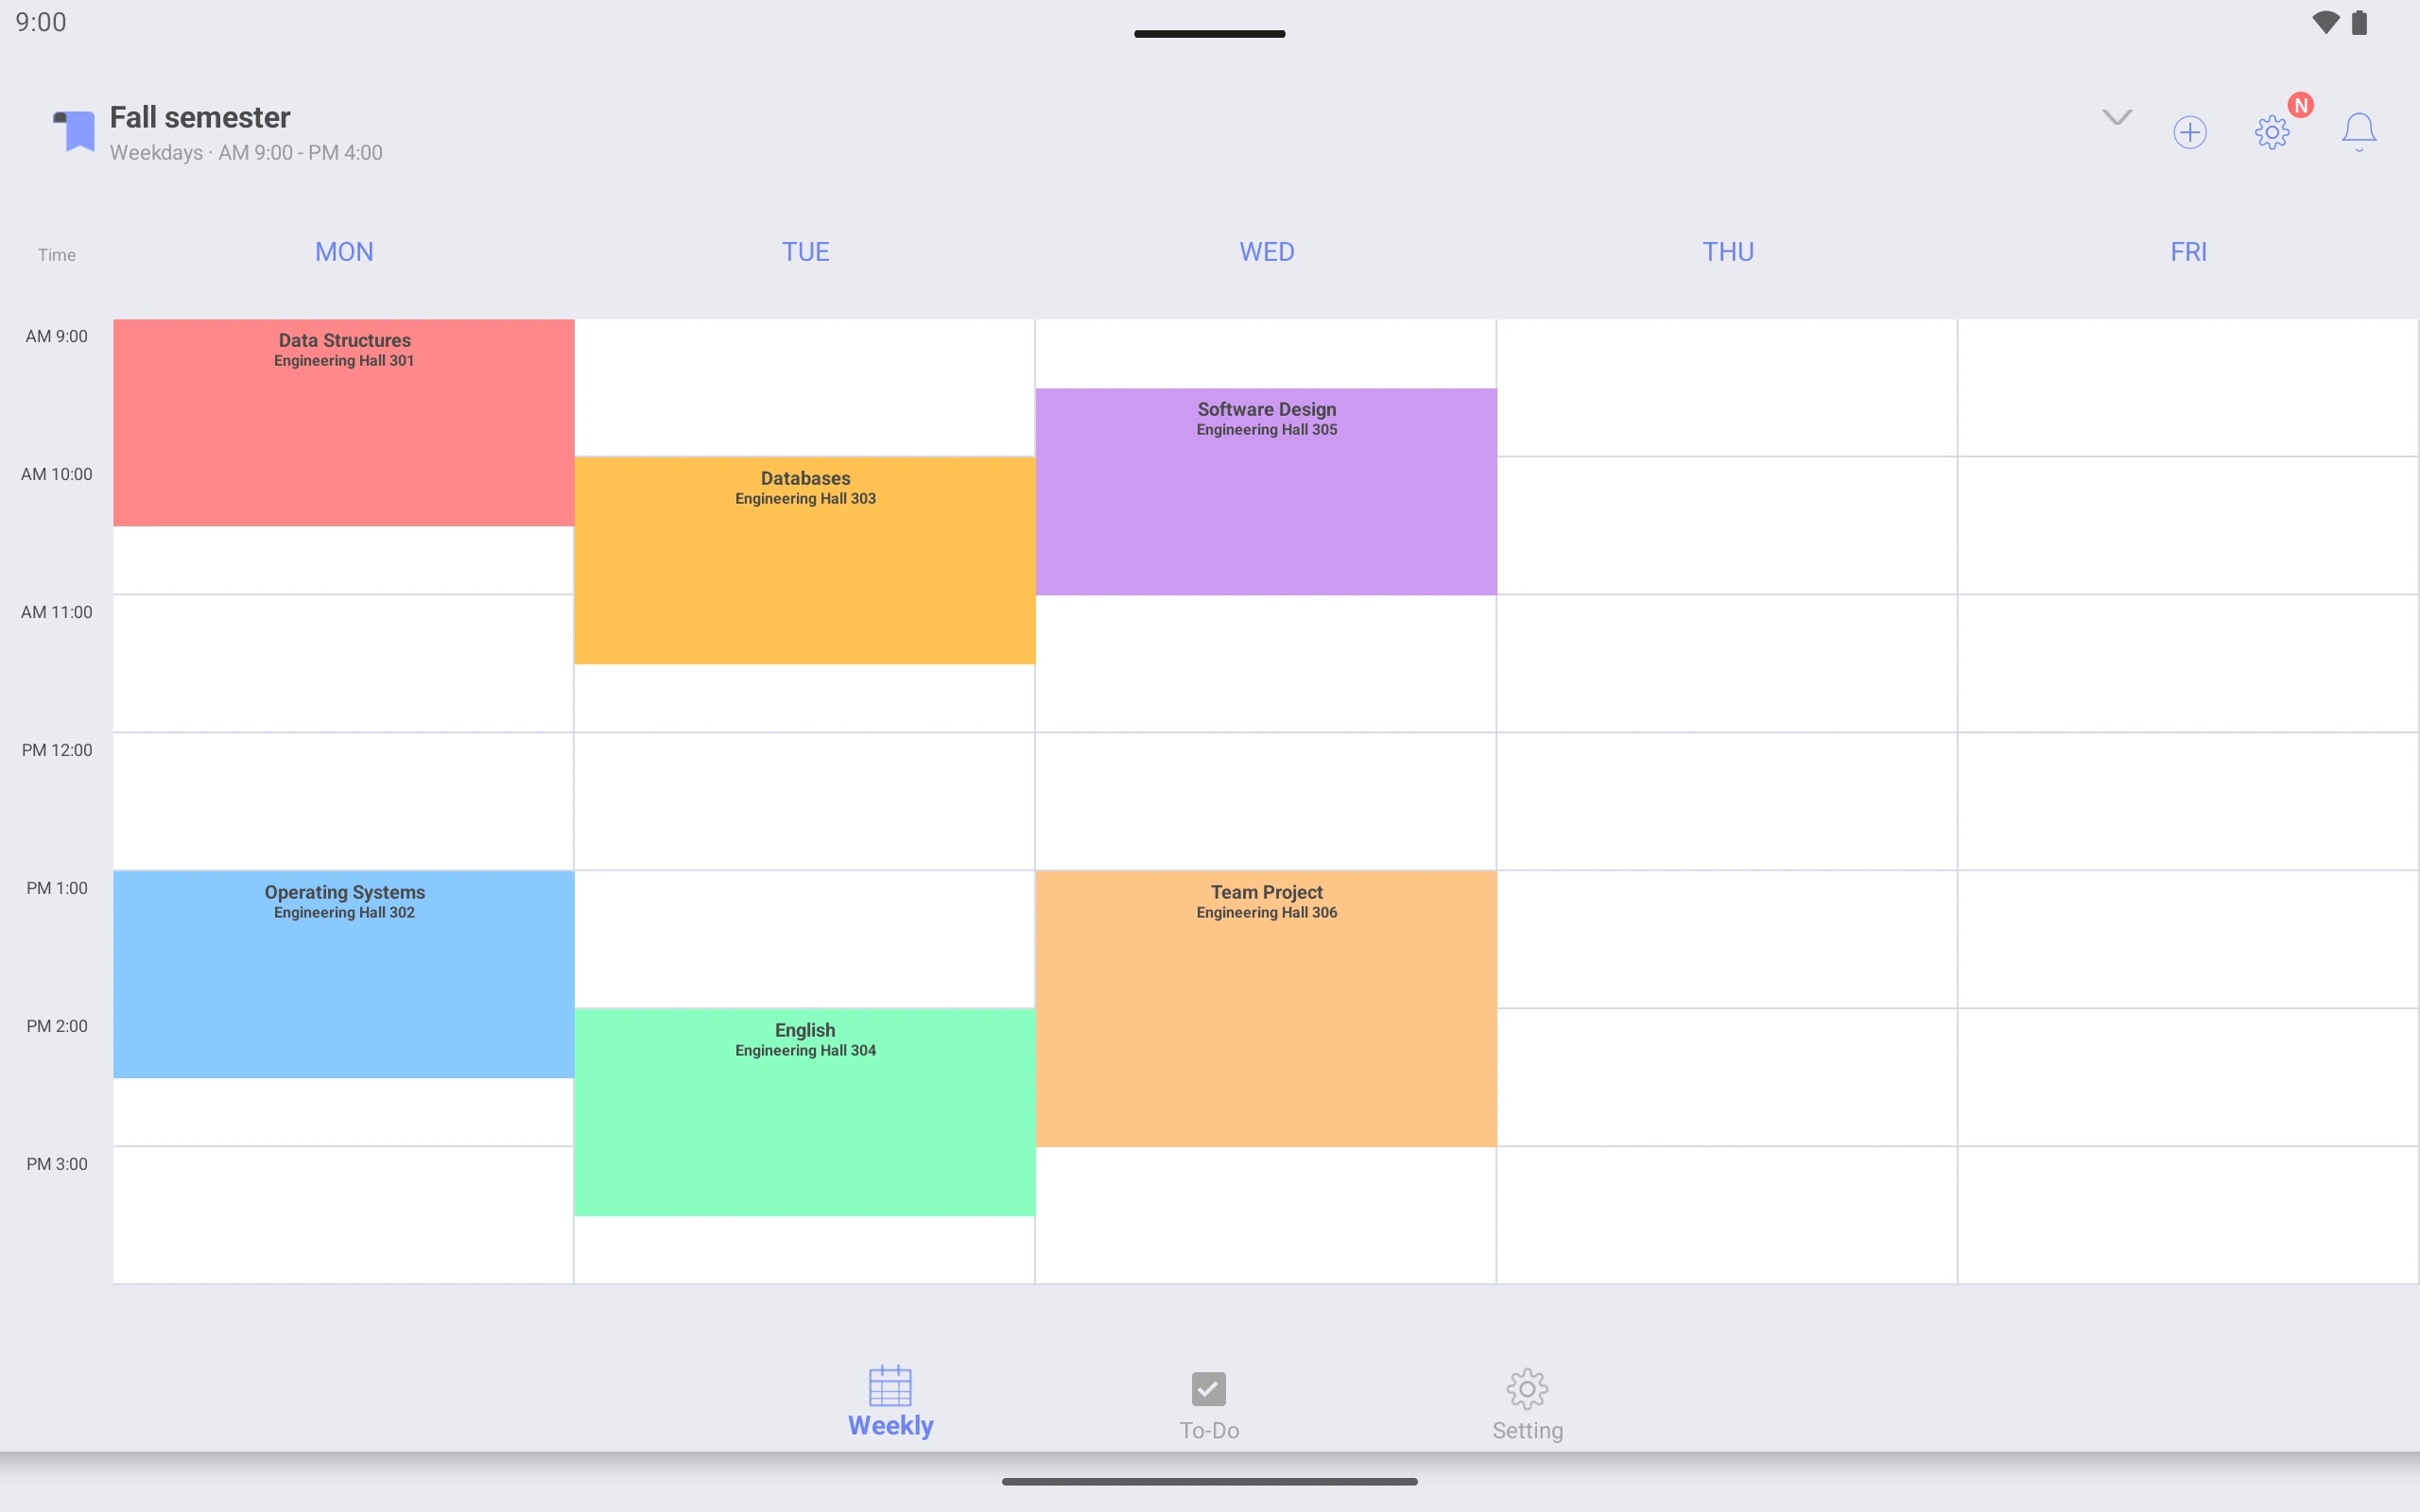 9:00
Fall semester
Weekdays · AM 9:00 - PM 4:00
N
Time
MON
TUE
WED
THU
FRI
AM 9:00
Data Structures
Engineering Hall 301
Software Design
Engineering Hall 305
AM 10:00
Databases
Engineering Hall 303
AM 11:00
PM 12:00
PM 1:00
Operating Systems
Engineering Hall 302
Team Project
Engineering Hall 306
PM 2:00
English
Engineering Hall 304
PM 3:00
Weekly
To-Do
Setting